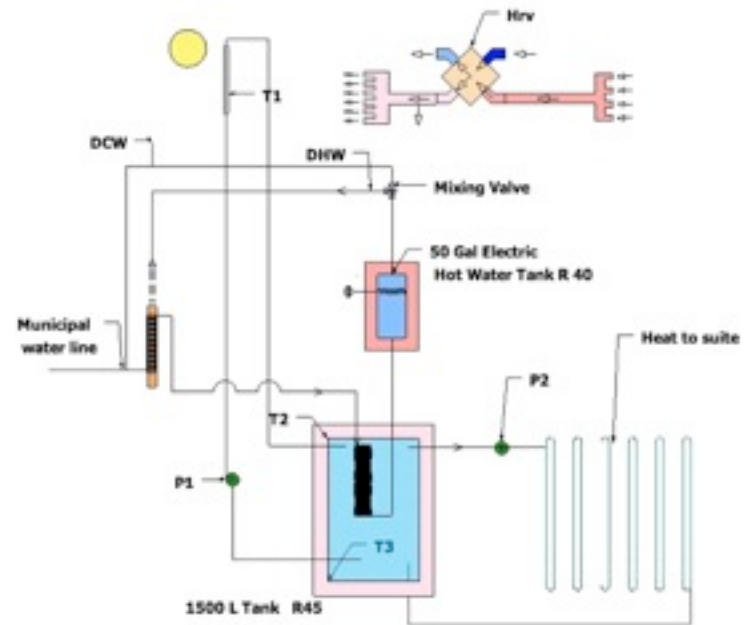 Hrv
T1
DCW
DHW
Mixing Valve
50 Gal Electric
Hot Water Tank R 40
Municipal
water line
Heat to suite
P2
T2
P1
T3
1500 L Tank R45